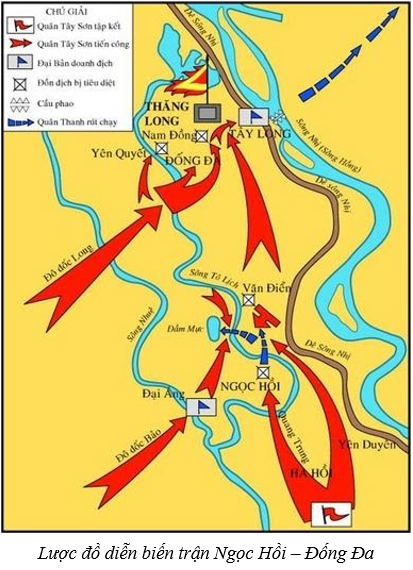 CHÚ GIẢI
Quân Tây Sơn tập kết
Quân Tây Sơn tiến công
Đại Bản doanh địch
Đồn địch bị tiêu diệt
Cầu phao
Quân Thanh rút chạy
Đê Sông Nhị
THĂNG
LONG
Nam Đồng
TÂY LONG
Yên Quyết
ĐỐNG ĐA
Sông Nhị (Sông Hồng)
Đê sông Nhị
Đô đốc Long
Sông Tô Lịch
Văn Điển
Sông Nhuệ
Đầm Mực
Đê Sông Nhị
NGỌC HỒI
Đại Áng
Quang Trung
Yên Duyên
Đô đốc Bảo
HÀ HỒI
Lược đồ diễn biến trận Ngọc Hồi – Đống Đa